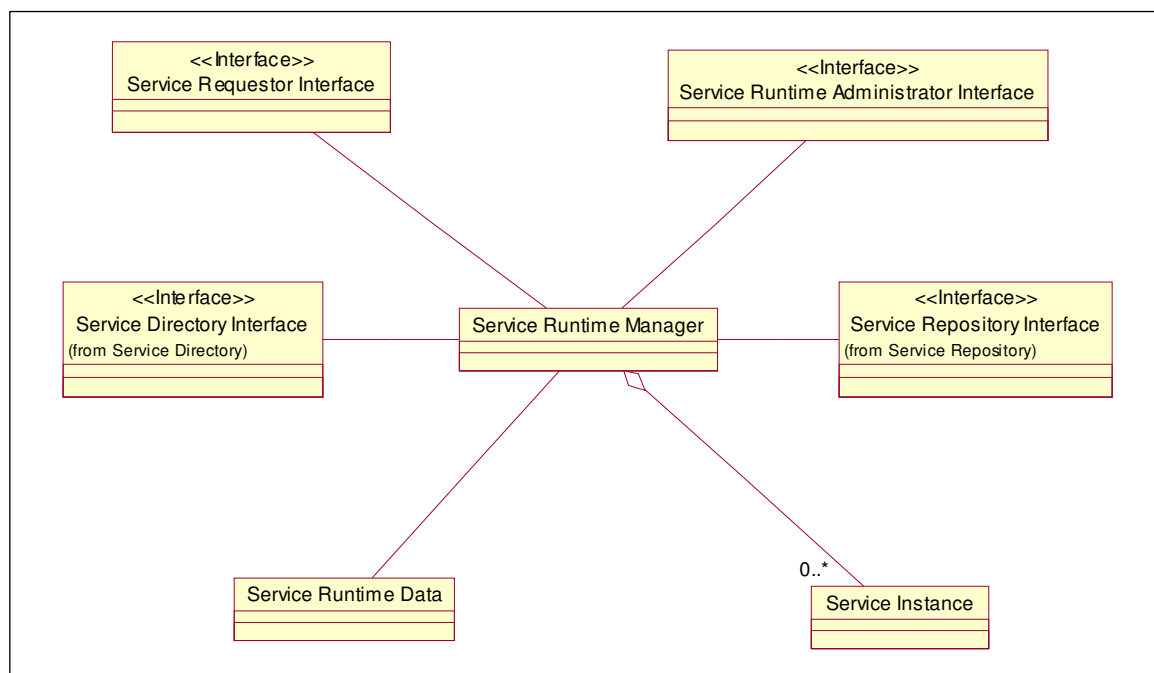 <<Interface>>
Service Requestor Interface
<<Interface>>
Service Runtime Administrator Interface
<<Interface>>
Service Directory Interface
(from Service Directory)
Service Runtime Manager
<<Interface>>
Service Repository Interface
(from Service Repository)
Service Runtime Data
0..*
Service Instance